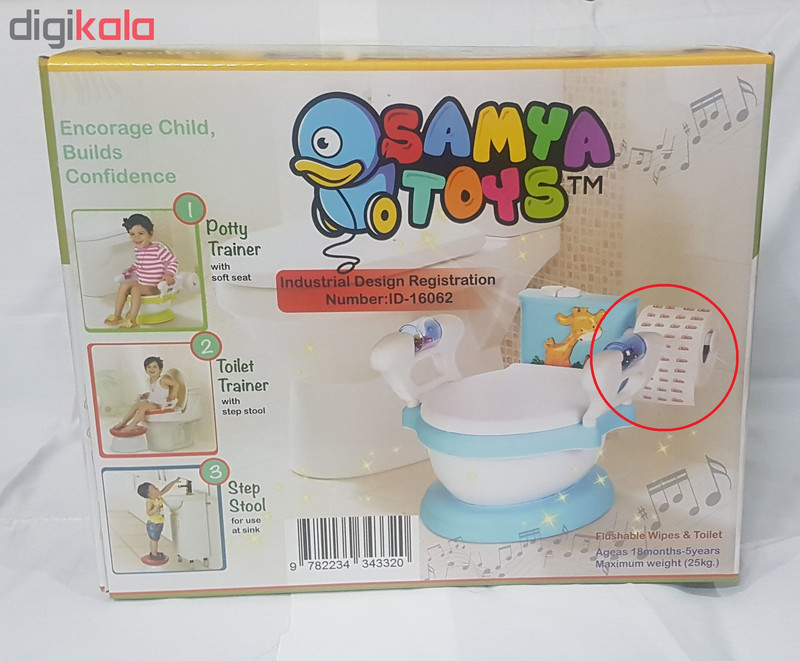 digikala
SAMYA
TOYS™
Encorage Child,
Builds
Confidence
1
Potty
Trainer
with
soft seat
Industrial Design Registration
Number:ID-16062
2
Toilet
Trainer
with
step stool
3
Step
Stool
for use
at sink
9 782234 343320
Flushable Wipes & Toilet
Ageas 18months-5years
Maximum weight (25kg.)